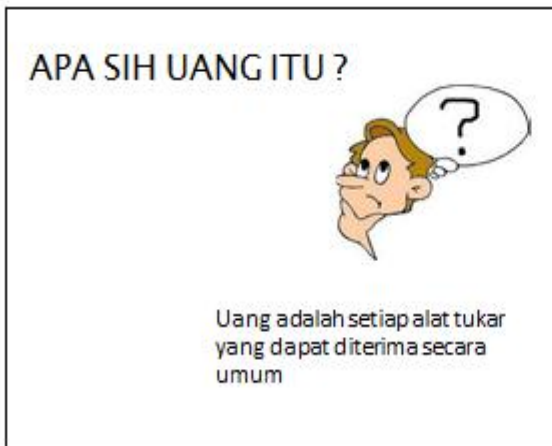 APA SIH UANG ITU ?
?
Uang adalah setiap alat tukar
yang dapat diterima secara
umum